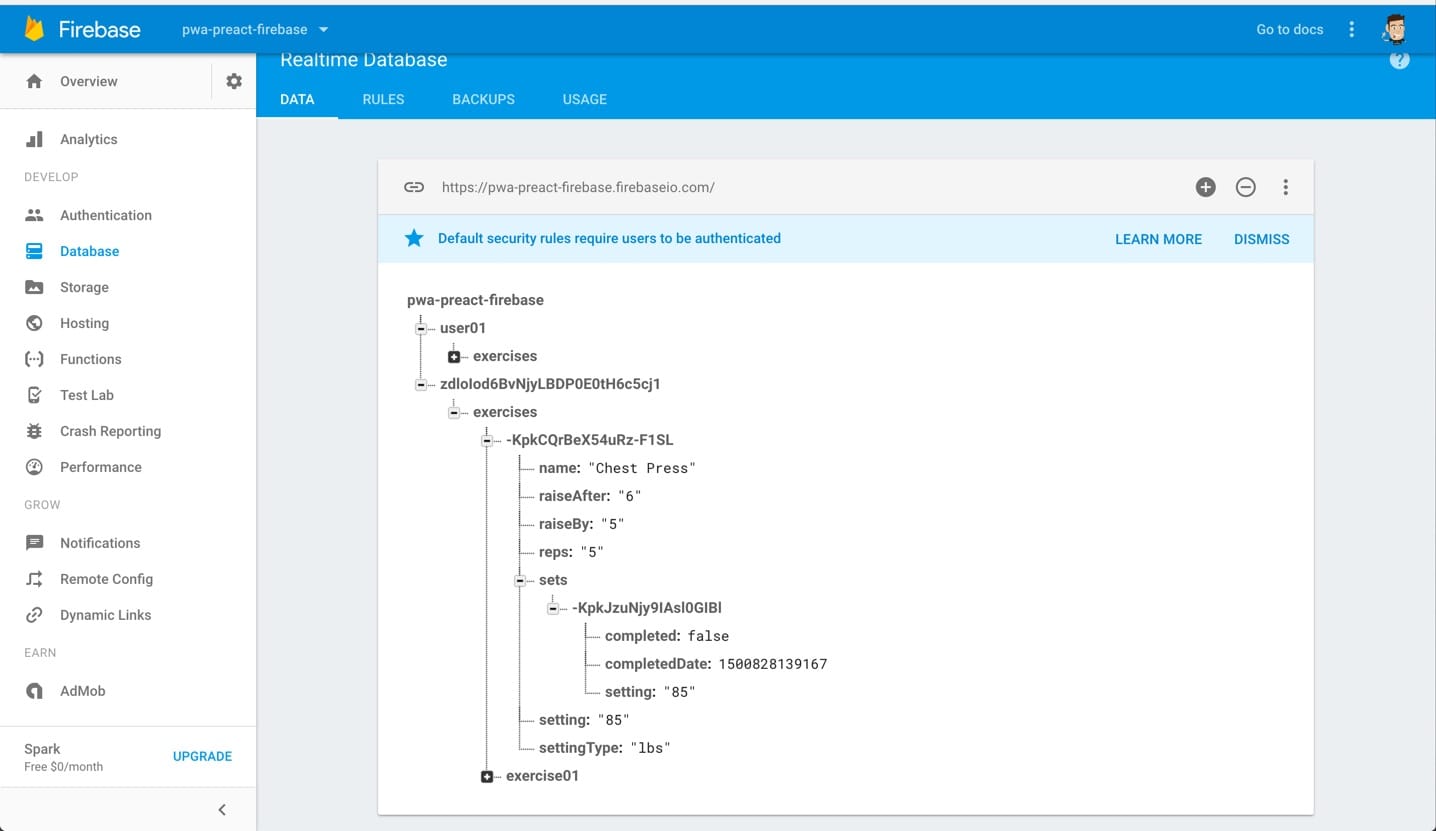 Firebase
pwa-preact-firebase
Go to docs
Overview
Realtime Database
?
DATA RULES BACKUPS USAGE
Analytics
DEVELOP
Authentication
Database
Storage
Hosting
Functions
Test Lab
Crash Reporting
Performance
GROW
Notifications
Remote Config
Dynamic Links
EARN
AdMob
Spark
Free $0/month
UPGRADE
https://pwa-preact-firebase.firebaseio.com/
Default security rules require users to be authenticated
LEARN MORE DISMISS
pwa-preact-firebase
user01
exercises
zdlolod6BvNjyLBDP0E0tH6c5cj1
exercises
-KpkCQrBeX54uRz-F1SL
name: "Chest Press"
raiseAfter: "6"
raiseBy: "5"
reps: "5"
sets
-KpkJzuNjy9IAsl0GIBl
completed: false
completedDate: 1500828139167
setting: "85"
setting: "85"
settingType: "lbs"
exercise01